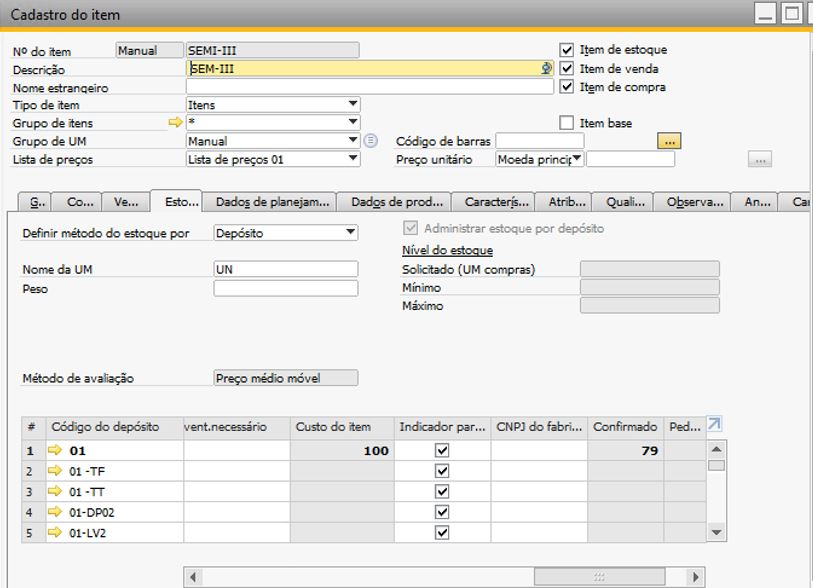 Cadastro do item
Nº do item Manual SEMI-III
Descrição SEM-III
Nome estrangeiro
Tipo de item Itens
Grupo de itens *
Grupo de UM Manual
Lista de preços Lista de preços 01
Item de estoque
Item de venda
Item de compra
Item base
Código de barras ...
Preço unitário Moeda princip ...
G.. Co... Ve... Esto... Dados de planejam... Dados de prod... Caracterís... Atrib... Quali... Observa... An... Car
Definir método do estoque por Depósito
Administrar estoque por depósito
Nível do estoque
Nome da UM UN
Solicitado (UM compras)
Peso
Mínimo
Máximo
Método de avaliação Preço médio móvel
# Código do depósito vent.necessário Custo do item Indicador par... CNPJ do fabri... Confirmado Ped...
1 01 100 79
2 01 -TF
3 01 -TT
4 01-DP02
5 01-LV2